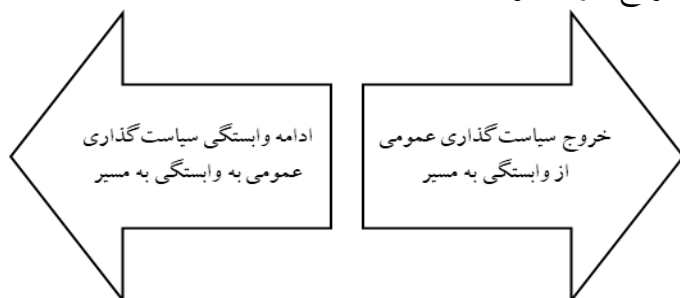 خروج سیاست‌گذاری عمومی
از وابستگی به مسیر
ادامه وابستگی سیاست‌گذاری
عمومی به وابستگی به مسیر